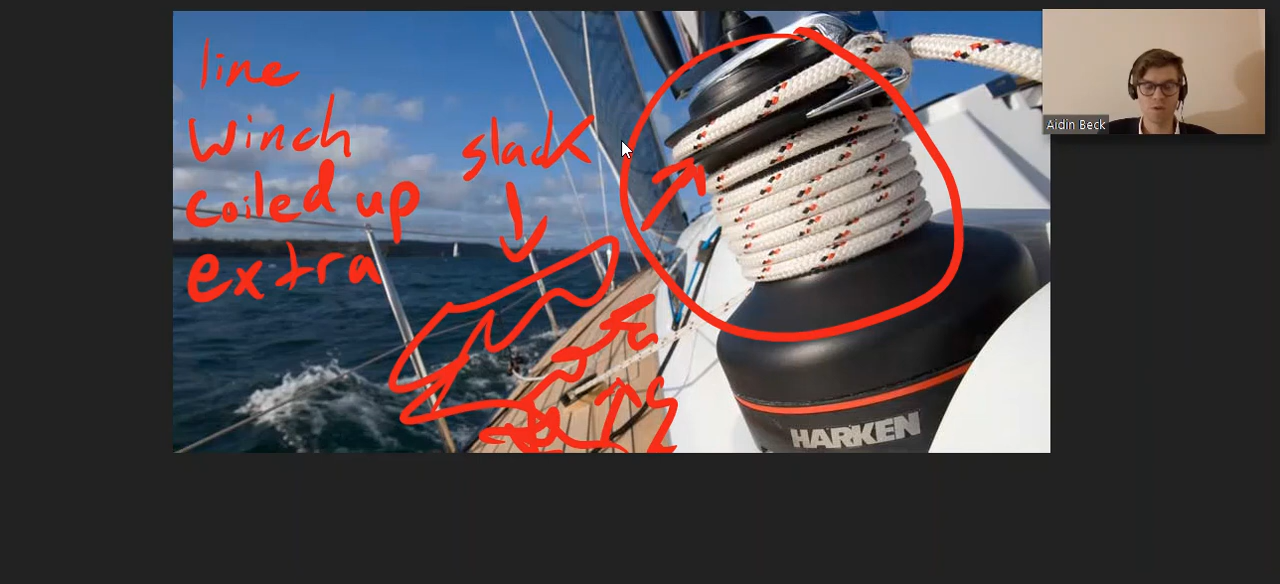 line
winch
coiled up
extra
slack
Aidin Beck
HARKEN